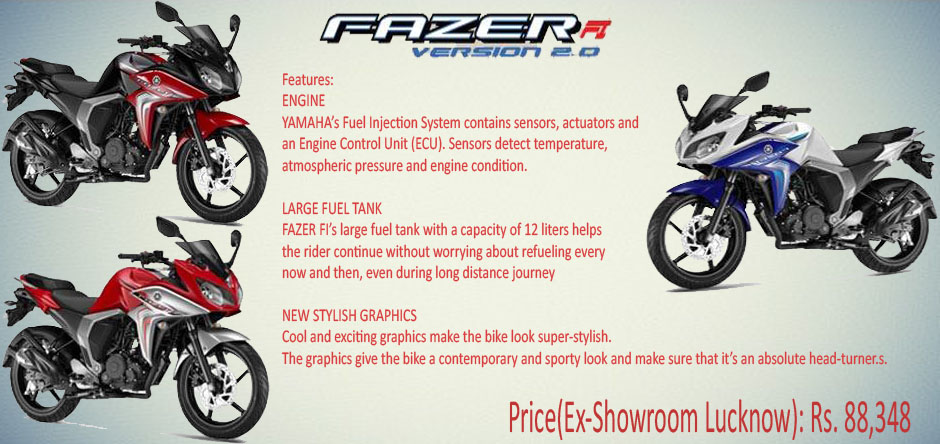 FAZER FI
VERSION 2.0
Features:
ENGINE
YAMAHA's Fuel Injection System contains sensors, actuators and
an Engine Control Unit (ECU). Sensors detect temperature,
atmospheric pressure and engine condition.
LARGE FUEL TANK
FAZER FI's large fuel tank with a capacity of 12 liters helps
the rider continue without worrying about refueling every
now and then, even during long distance journey
NEW STYLISH GRAPHICS
Cool and exciting graphics make the bike look super-stylish.
The graphics give the bike a contemporary and sporty look and make sure that it's an absolute head-turner.s.
Price(Ex-Showroom Lucknow): Rs. 88,348